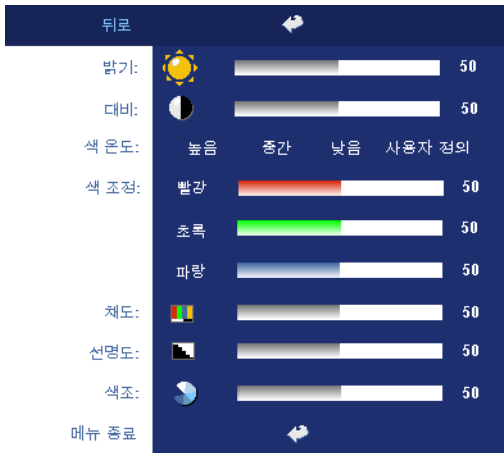 뒤로
밝기: 50
대비: 50
색 온도: 높음 중간 낮음 사용자 정의
색 조정: 빨강 50
초록 50
파랑 50
채도: 50
선명도: 50
색조: 50
메뉴 종료